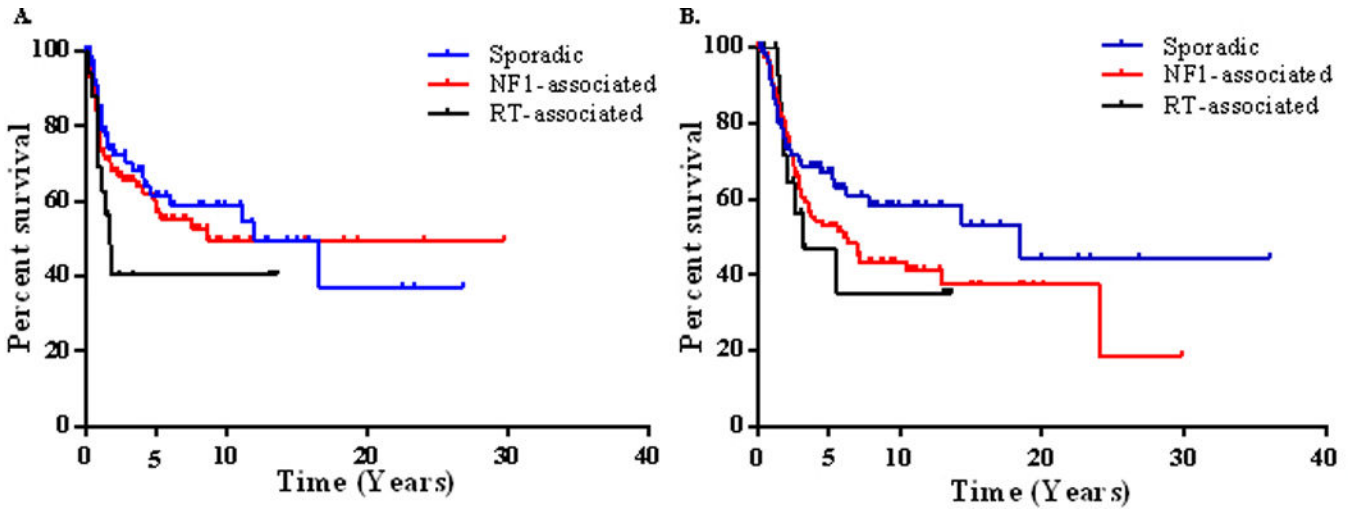 A.
Percent survival
100
80
60
40
20
0
Sporadic
NF1-associated
RT-associated
0 5 10 20 30 40
Time (Years)
B.
Percent survival
100
80
60
40
20
0
Sporadic
NF1-associated
RT-associated
0 5 10 20 30 40
Time (Years)